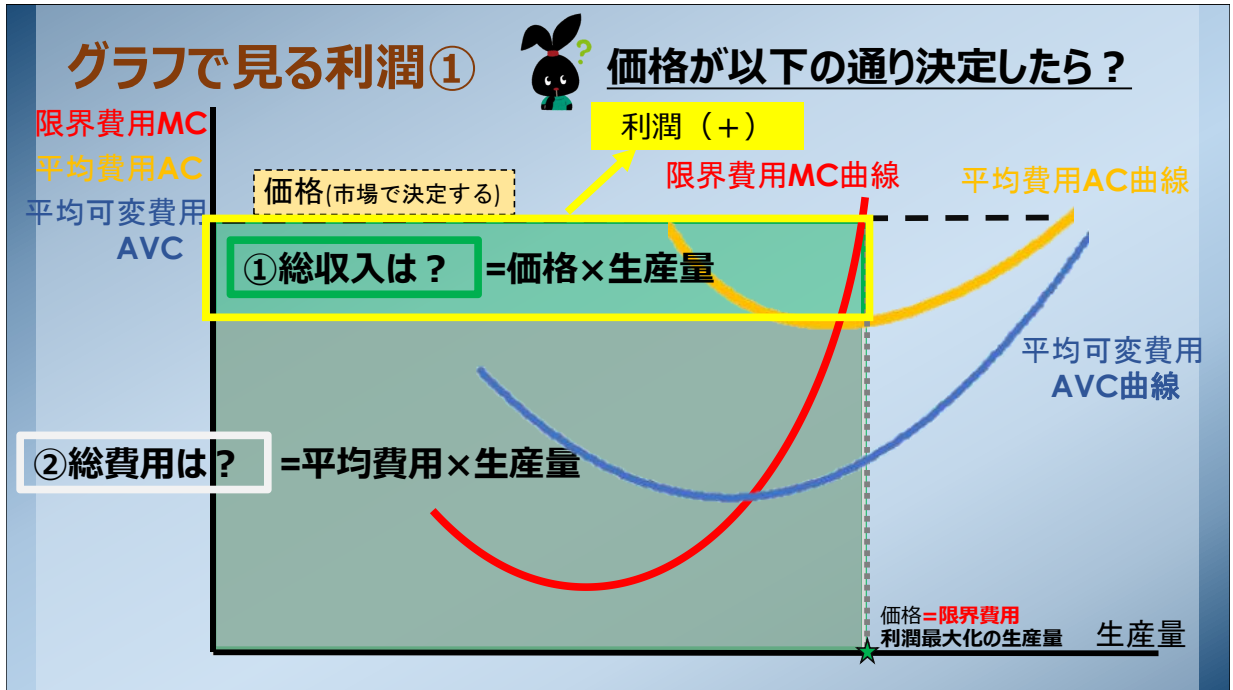 グラフで見る利潤①
?
価格が以下の通り決定したら？
限界費用MC
平均費用AC
平均可変費用
AVC
利潤（+）
価格(市場で決定する)
限界費用MC曲線
平均費用AC曲線
①総収入は？ =価格×生産量
平均可変費用
AVC曲線
②総費用は？ =平均費用×生産量
価格=限界費用
利潤最大化の生産量
生産量